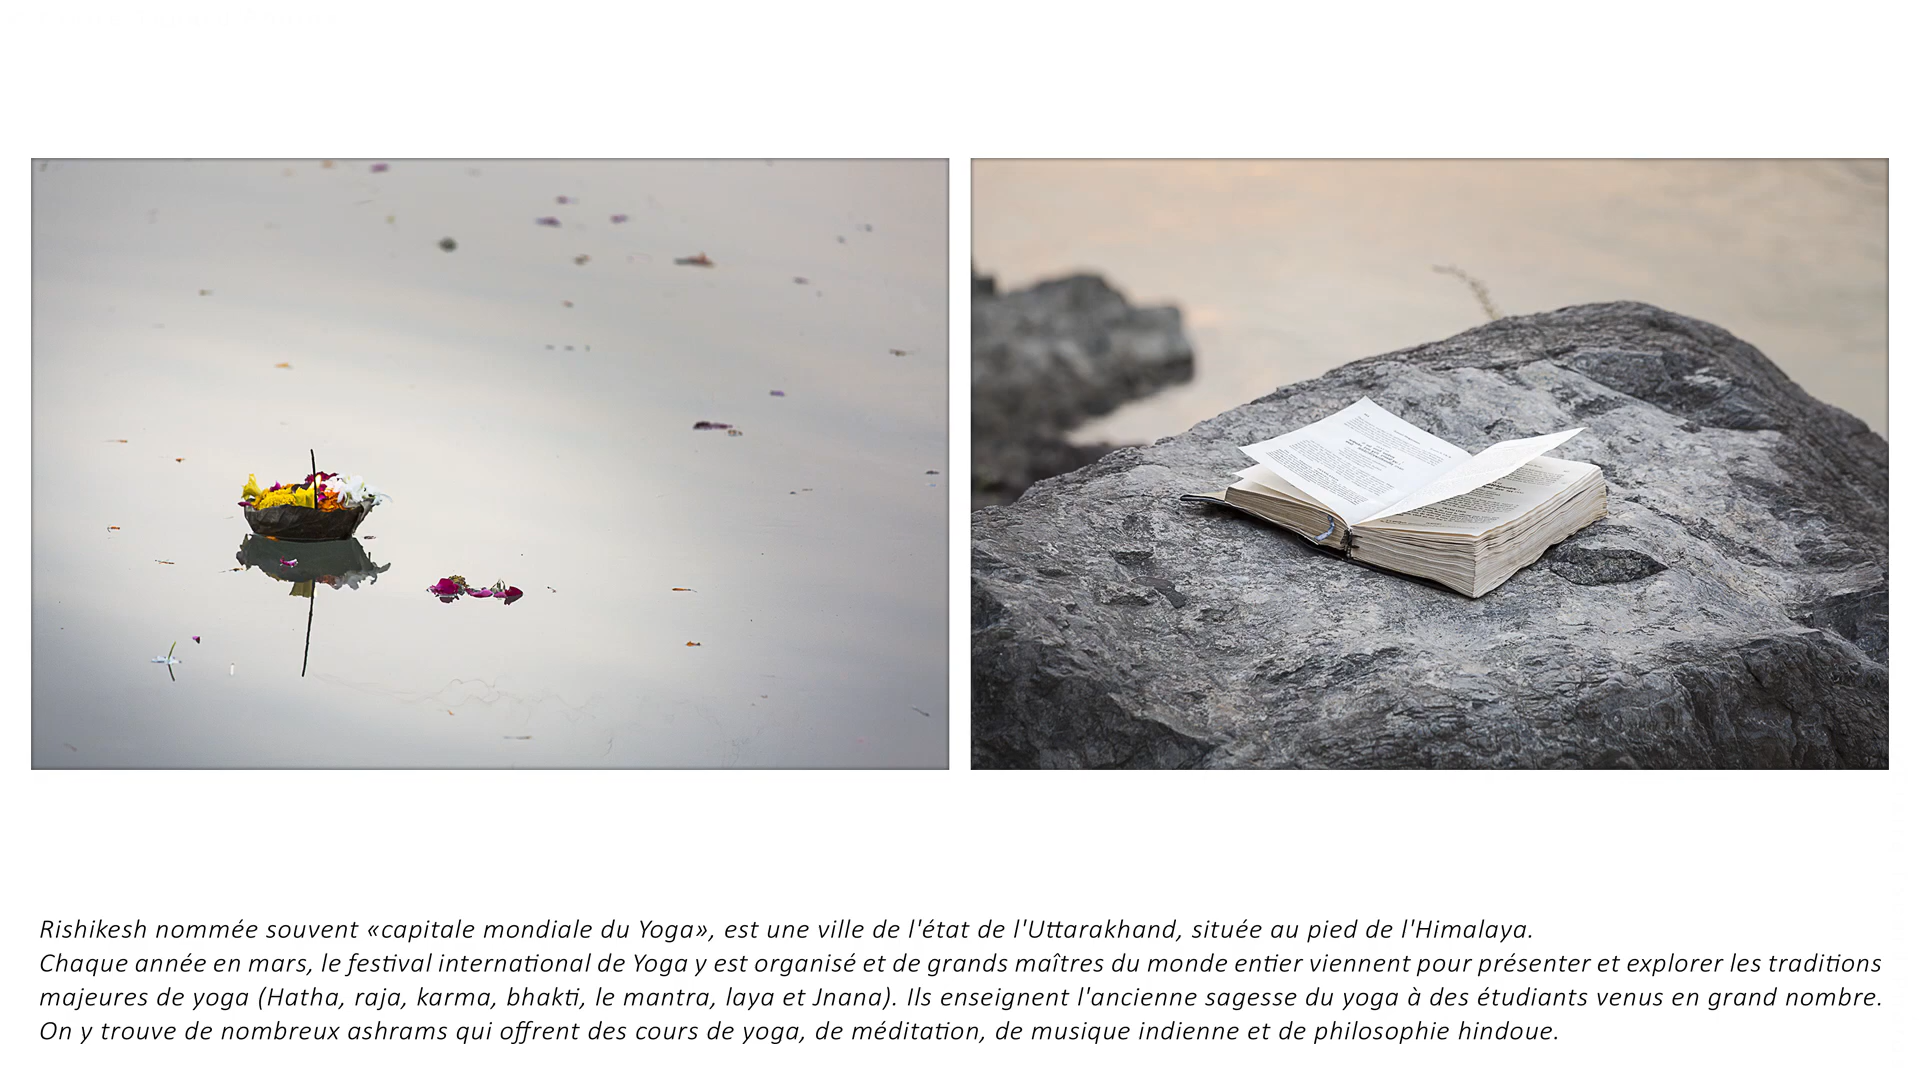 Rishikesh nommée souvent «capitale mondiale du Yoga», est une ville de l'état de l'Uttarakhand, située au pied de l'Himalaya.
Chaque année en mars, le festival international de Yoga y est organisé et de grands maîtres du monde entier viennent pour présenter et explorer les traditions
majeures de yoga (Hatha, raja, karma, bhakti, le mantra, laya et Jnana). Ils enseignent l'ancienne sagesse du yoga à des étudiants venus en grand nombre.
On y trouve de nombreux ashrams qui offrent des cours de yoga, de méditation, de musique indienne et de philosophie hindoue.